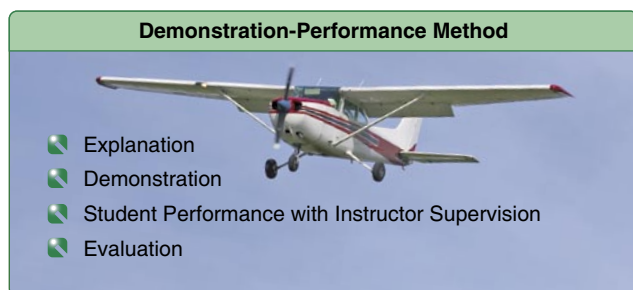 Demonstration-Performance Method
Explanation
Demonstration
Student Performance with Instructor Supervision
Evaluation